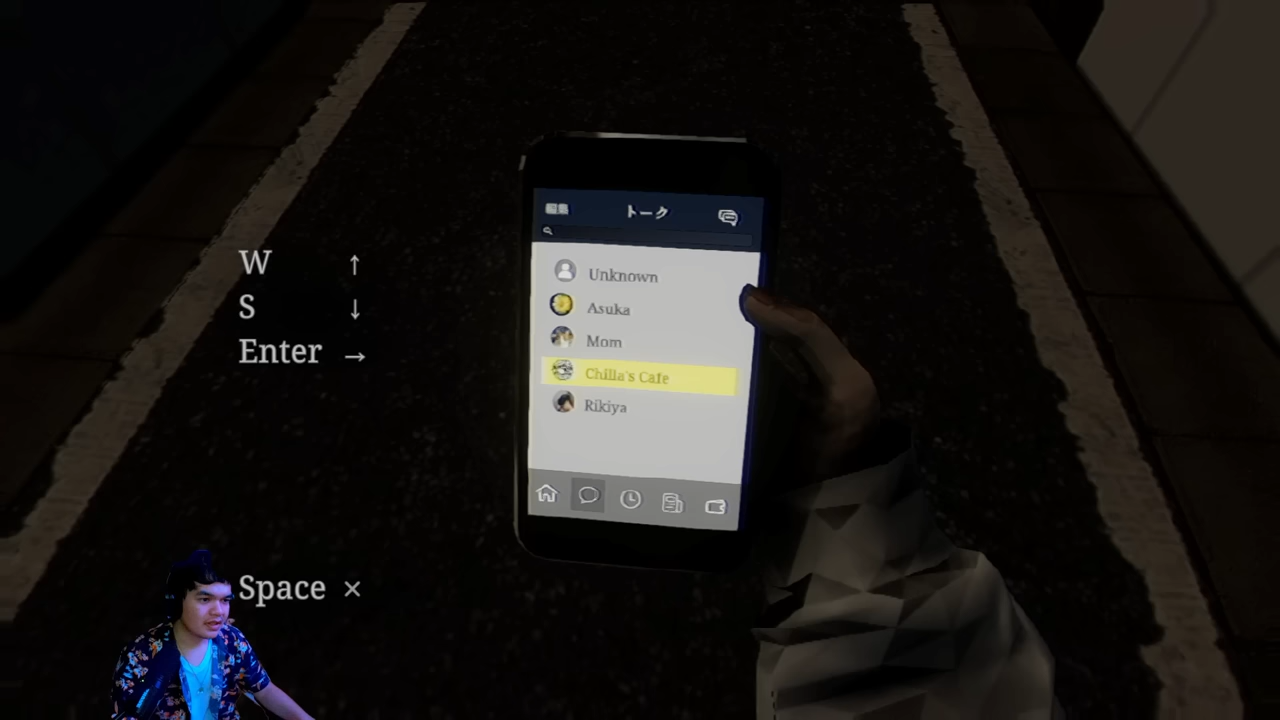 トーク
Unknown
Asuka
Mom
Chilla's Cafe
Rikiya
W ↑
S ↓
Enter →
Space ×